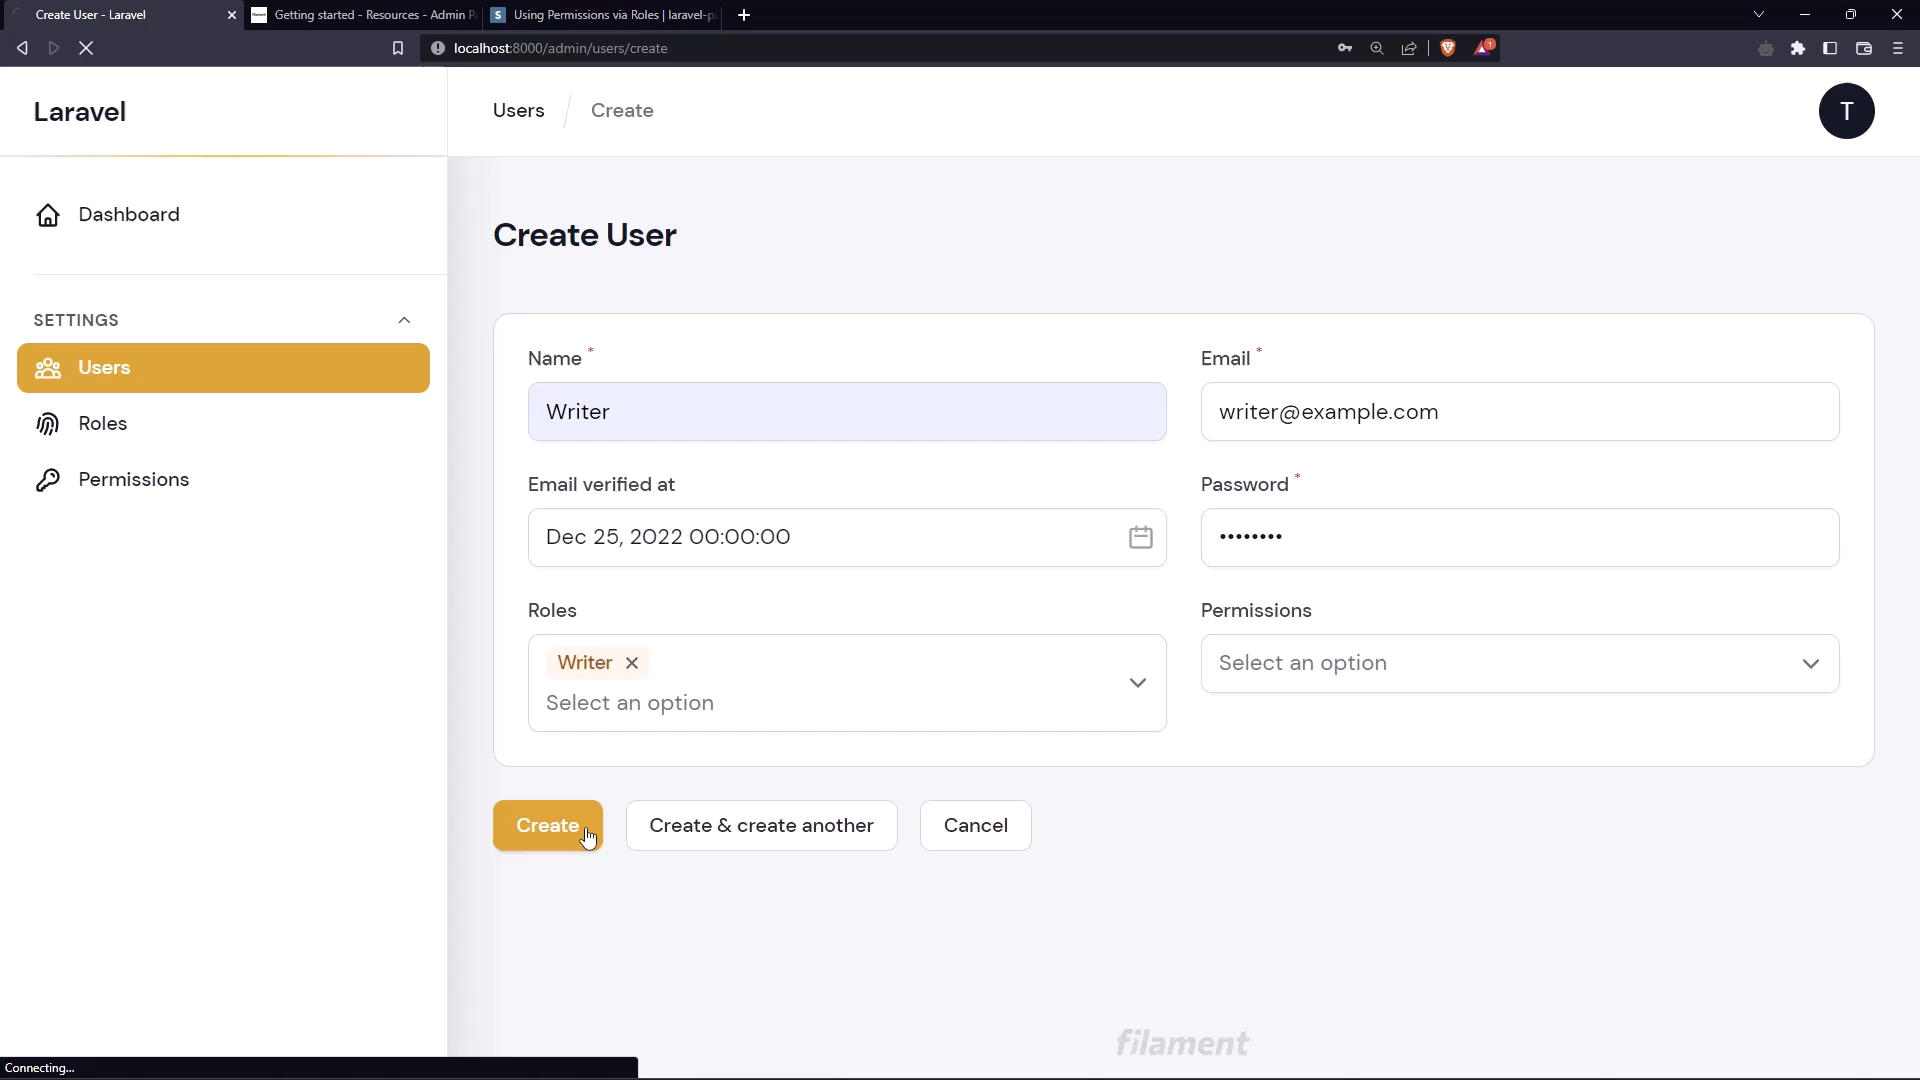 Create User - Laravel
Getting started - Resources - Admin P
Using Permissions via Roles | laravel-p
localhost:8000/admin/users/create
1
Laravel
Users
Create
T
Dashboard
SETTINGS
Users
Roles
Permissions
Create User
Name *
Email *
Writer
writer@example.com
Email verified at
Password *
Dec 25, 2022 00:00:00
••••••••
Roles
Permissions
Writer
Select an option
Select an option
Create
Create & create another
Cancel
filament
Connecting...